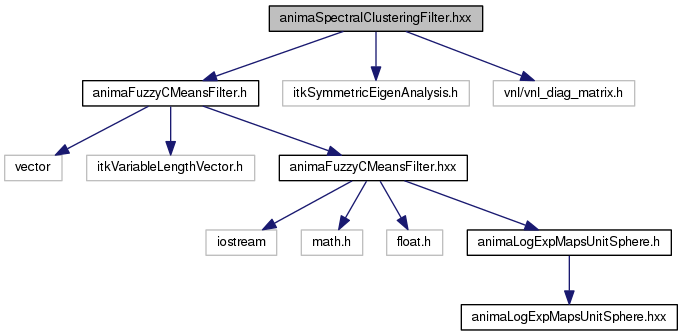 animaSpectralClusteringFilter.hxx
animaFuzzyCMeansFilter.h
itkSymmetricEigenAnalysis.h
vnl/vnl_diag_matrix.h
vector
itkVariableLengthVector.h
animaFuzzyCMeansFilter.hxx
iostream
math.h
float.h
animaLogExpMapsUnitSphere.h
animaLogExpMapsUnitSphere.hxx